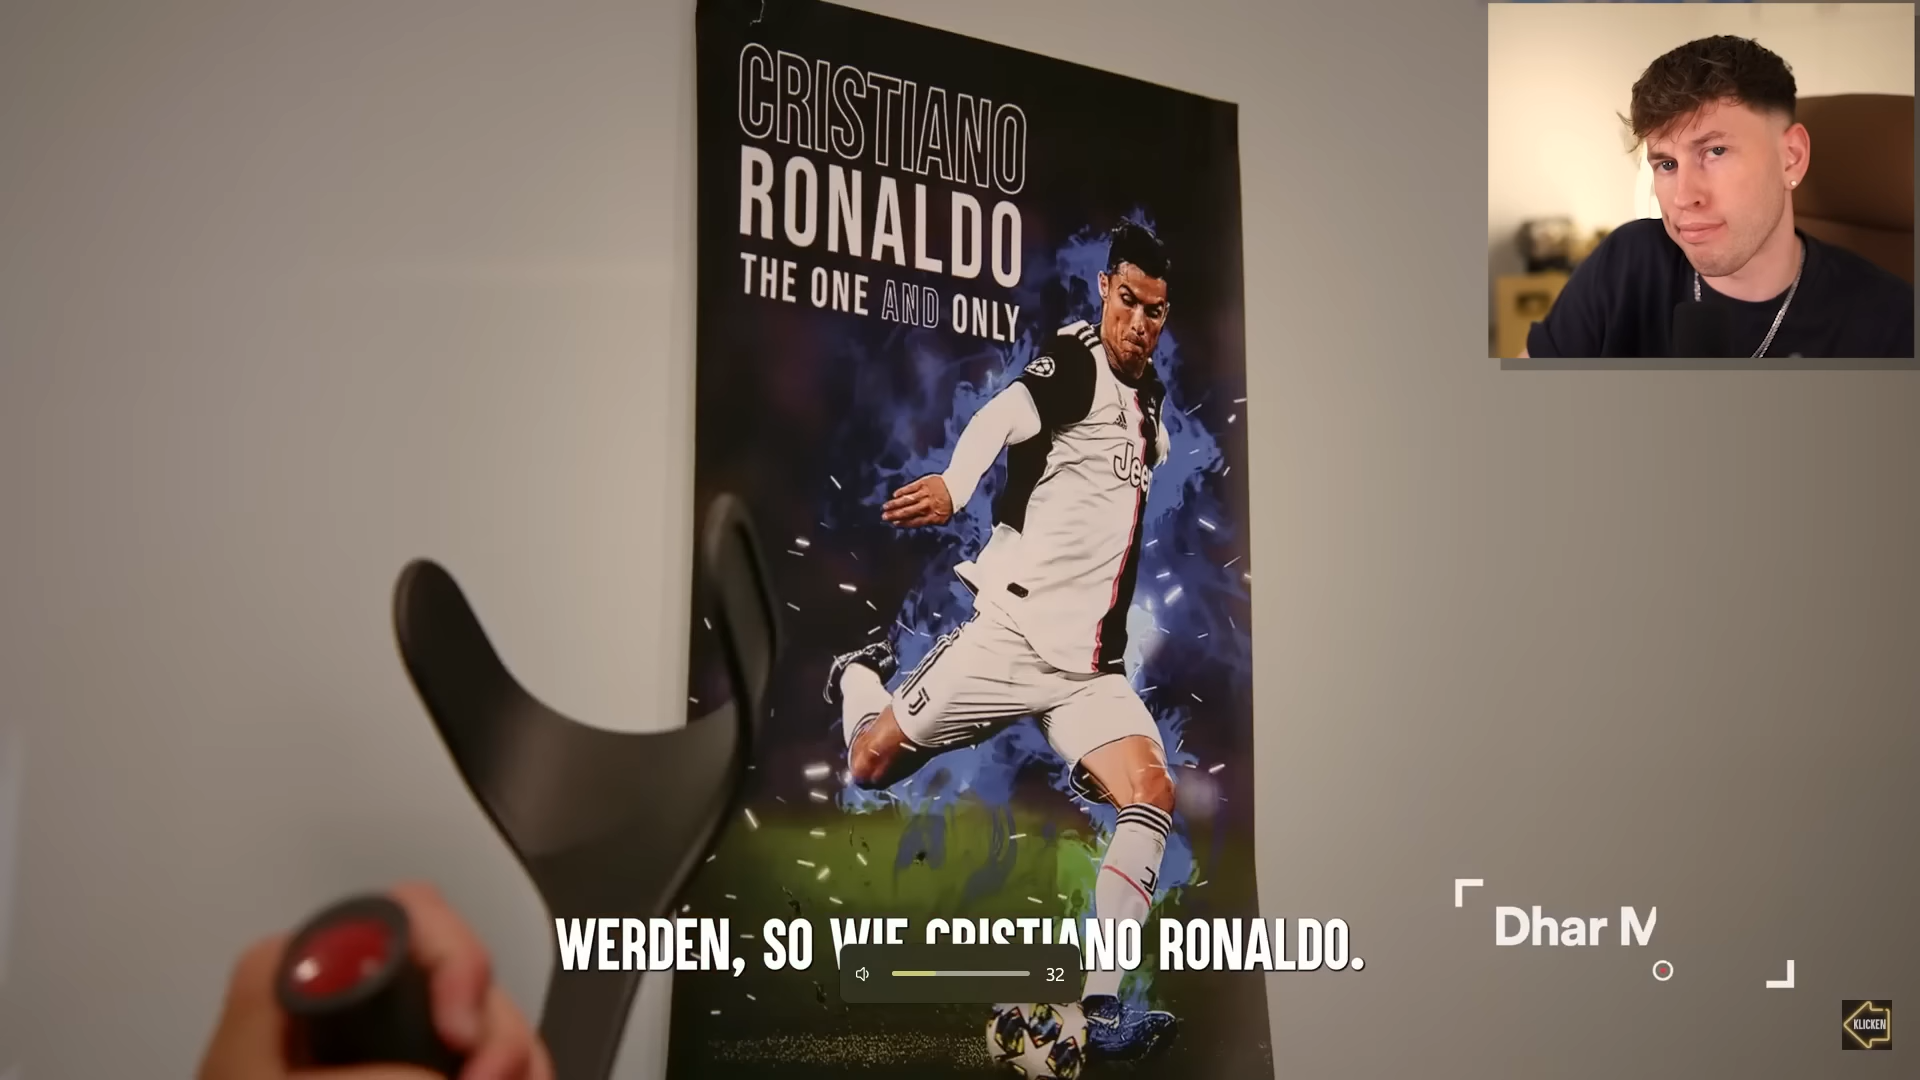 CRISTIANO
RONALDO
THE ONE AND ONLY
Jeep
WERDEN, SO WIE CRISTIANO RONALDO.
32
Dhar M
KLICKEN